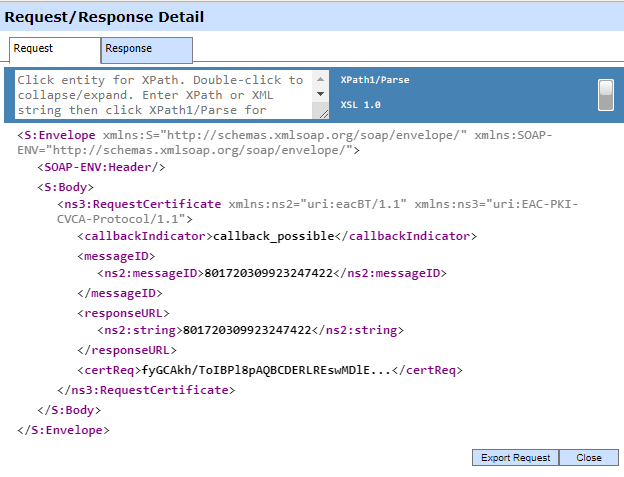 Request/Response Detail
Request
Response
Click entity for XPath. Double-click to
collapse/expand. Enter XPath or XML
string then click XPath1/Parse for
XPath1/Parse
XSL 1.0
<S:Envelope xmlns:S="http://schemas.xmlsoap.org/soap/envelope/" xmlns:SOAP-
ENV="http://schemas.xmlsoap.org/soap/envelope/">
<SOAP-ENV:Header/>
<S:Body>
<ns3:RequestCertificate xmlns:ns2="uri:eacBT/1.1" xmlns:ns3="uri:EAC-PKI-
CVCA-Protocol/1.1">
<callbackIndicator>callback_possible</callbackIndicator>
<messageID>
<ns2:messageID>801720309923247422</ns2:messageID>
</messageID>
<responseURL>
<ns2:string>801720309923247422</ns2:string>
</responseURL>
<certReq>fyGCAkh/ToIBPl8pAQBCDERLREswMDlE...</certReq>
</ns3:RequestCertificate>
</S:Body>
</S:Envelope>
Export Request
Close